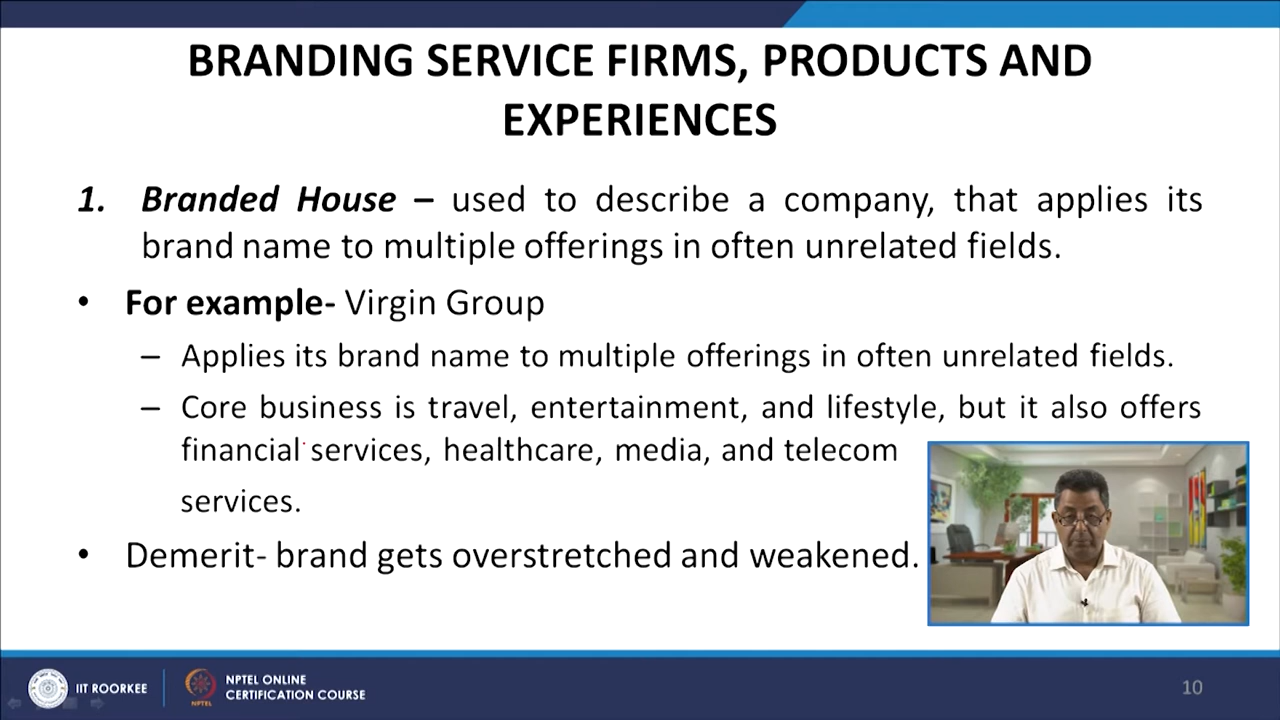 BRANDING SERVICE FIRMS, PRODUCTS AND
EXPERIENCES
1. Branded House – used to describe a company, that applies its
brand name to multiple offerings in often unrelated fields.
• For example- Virgin Group
– Applies its brand name to multiple offerings in often unrelated fields.
– Core business is travel, entertainment, and lifestyle, but it also offers
financial services, healthcare, media, and telecom
services.
• Demerit- brand gets overstretched and weakened.
IIT ROORKEE
NPTEL
NPTEL ONLINE
CERTIFICATION COURSE
10